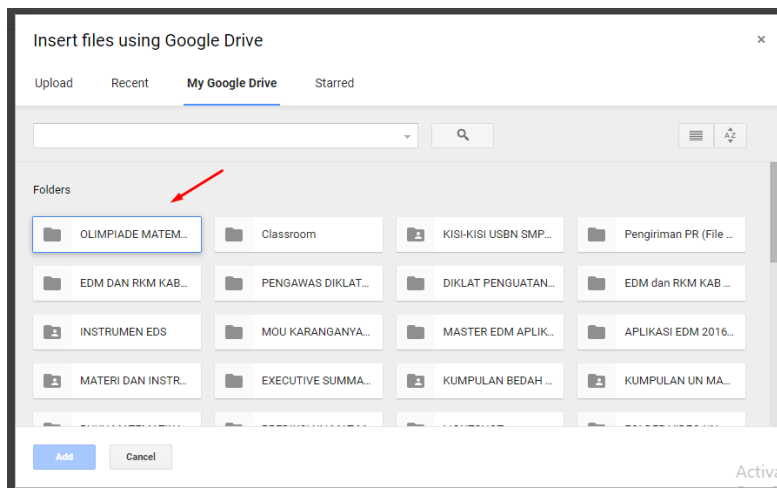 Insert files using Google Drive ×
Upload Recent My Google Drive Starred
AZ
Folders
OLIMPIADE MATEM... Classroom KISI-KISI USBN SMP... Pengiriman PR (File ...
EDM DAN RKM KAB... PENGAWAS DIKLAT... DIKLAT PENGUATAN... EDM dan RKM KAB ...
INSTRUMEN EDS MOU KARANGANYA... MASTER EDM APLIK... APLIKASI EDM 2016...
MATERI DAN INSTR... EXECUTIVE SUMMA... KUMPULAN BEDAH ... KUMPULAN UN MA...
Add Cancel
Activa